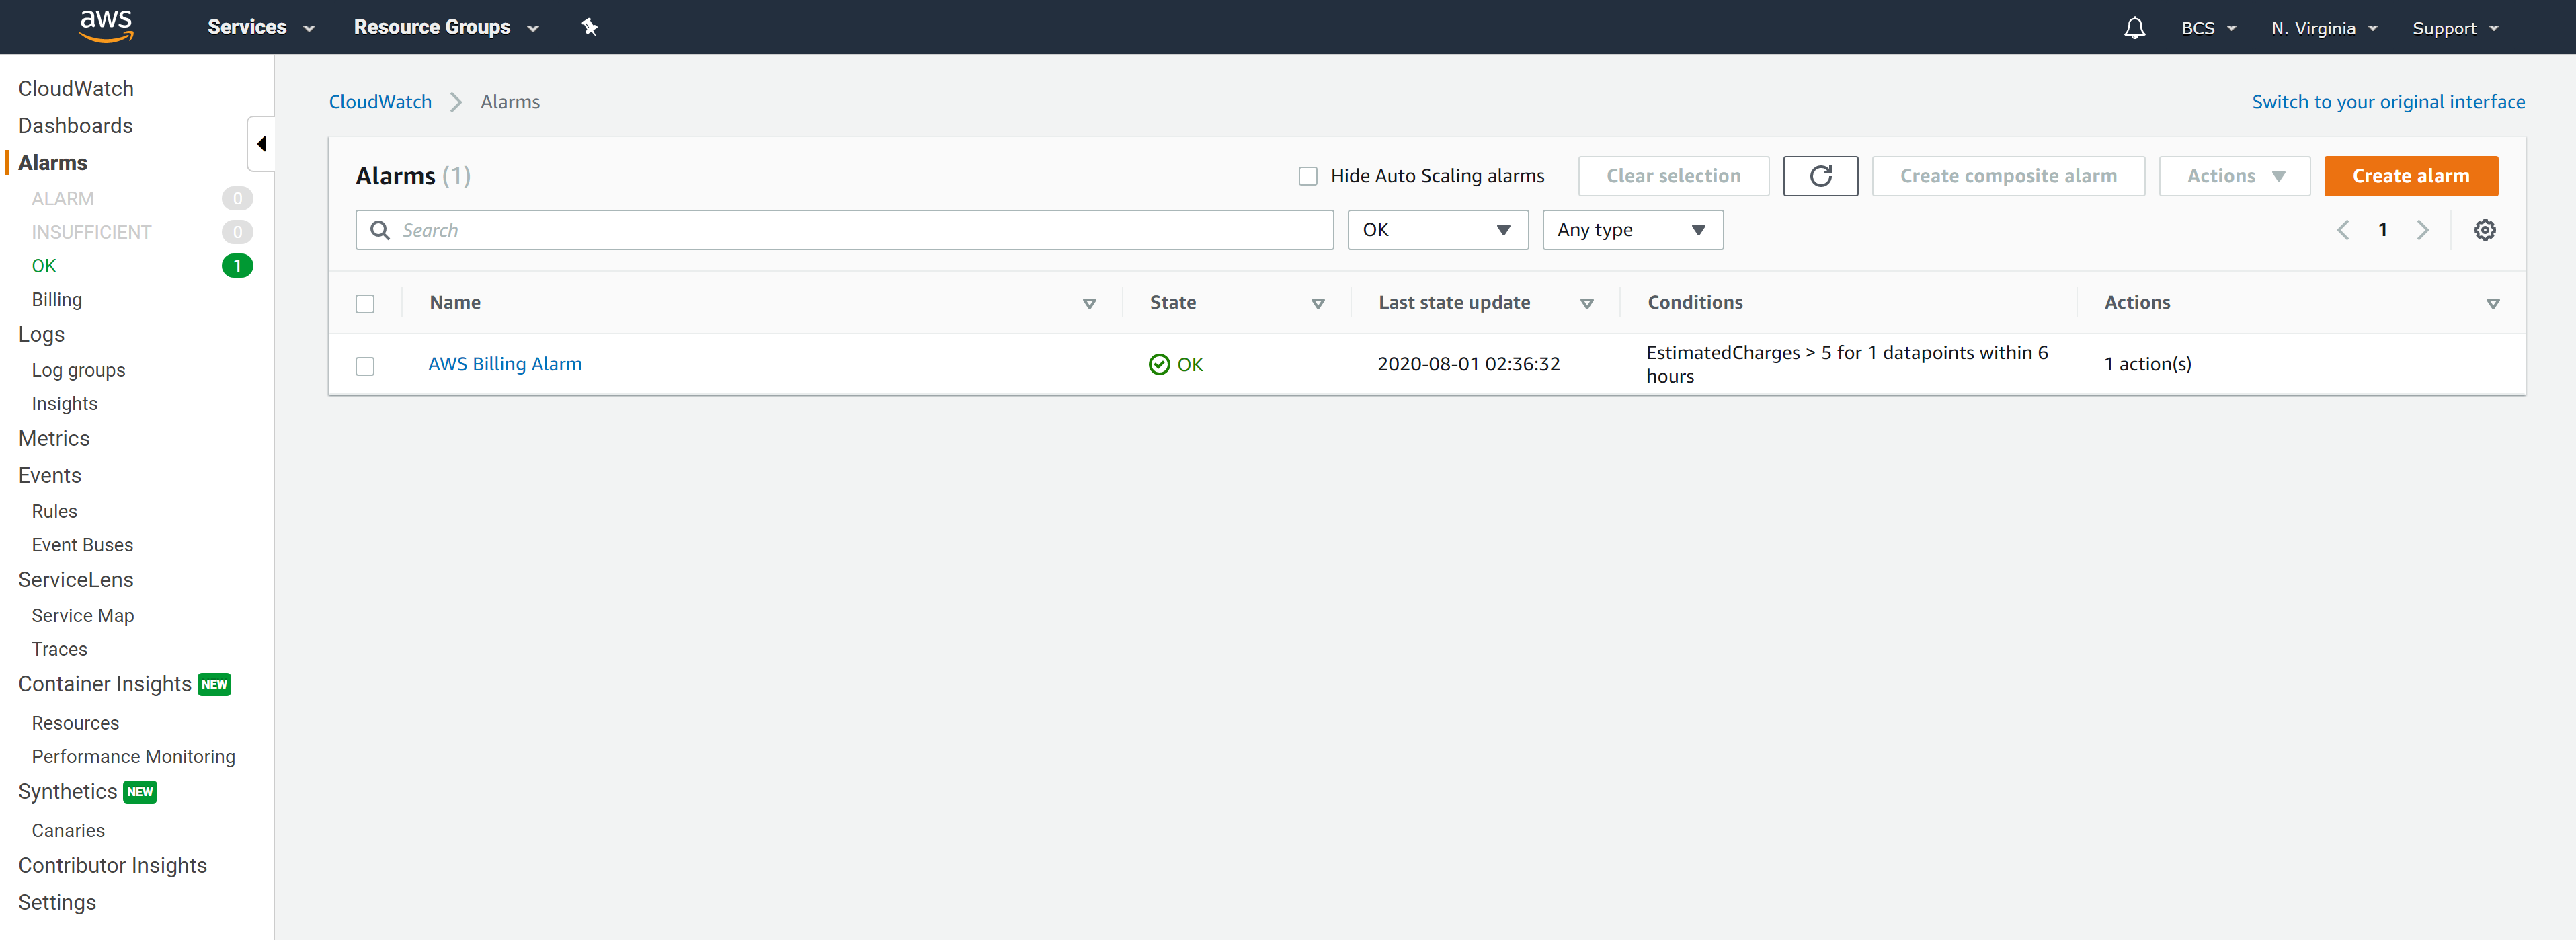 aws Services Resource Groups BCS N. Virginia Support
CloudWatch
Dashboards
Alarms
ALARM 0
INSUFFICIENT 0
OK 1
Billing
Logs
Log groups
Insights
Metrics
Events
Rules
Event Buses
ServiceLens
Service Map
Traces
Container Insights NEW
Resources
Performance Monitoring
Synthetics NEW
Canaries
Contributor Insights
Settings
CloudWatch Alarms Switch to your original interface
Alarms (1) Hide Auto Scaling alarms Clear selection Create composite alarm Actions Create alarm
Search OK Any type 1
Name State Last state update Conditions Actions
AWS Billing Alarm OK 2020-08-01 02:36:32 EstimatedCharges > 5 for 1 datapoints within 6 1 action(s)
hours